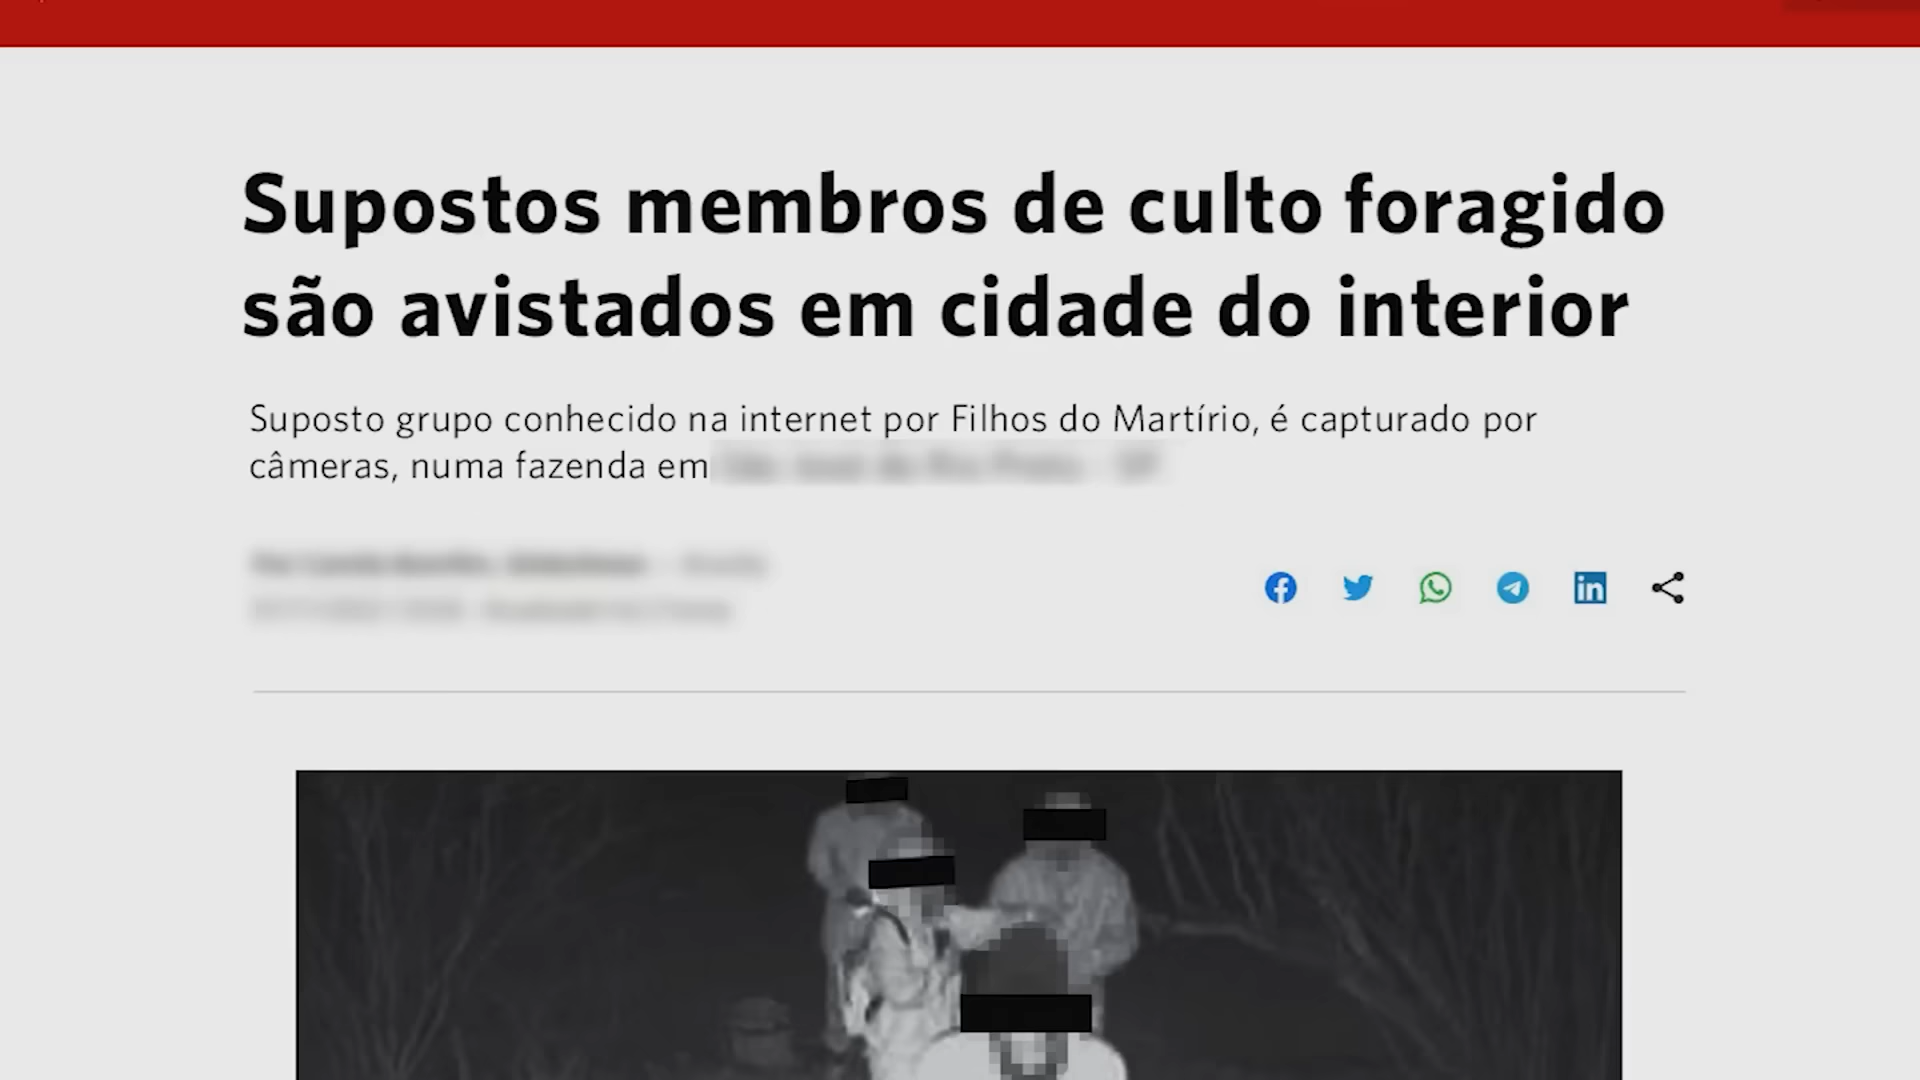 Supostos membros de culto foragido
são avistados em cidade do interior
Suposto grupo conhecido na internet por Filhos do Martírio, é capturado por
câmeras, numa fazenda em